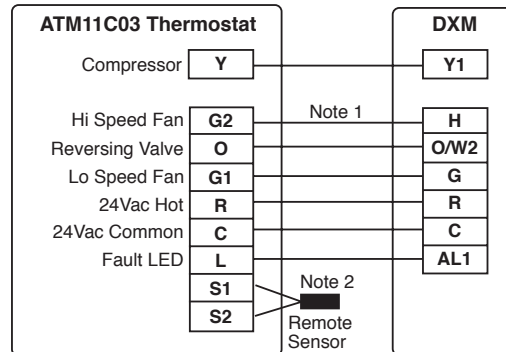 ATM11C03 Thermostat DXM
Compressor Y Y1
Hi Speed Fan G2 Note 1 H
Reversing Valve O O/W2
Lo Speed Fan G1 G
24Vac Hot R R
24Vac Common C C
Fault LED L AL1
S1 Note 2
S2 Remote
Sensor